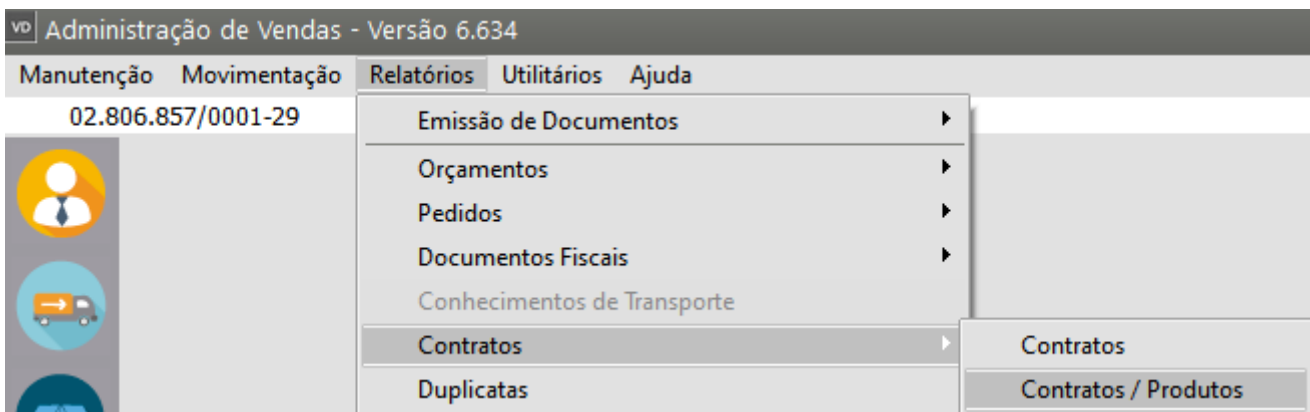 VD Administração de Vendas - Versão 6.634
Manutenção Movimentação Relatórios Utilitários Ajuda
02.806.857/0001-29
Emissão de Documentos
Orçamentos
Pedidos
Documentos Fiscais
Conhecimentos de Transporte
Contratos
Contratos
Duplicatas
Contratos / Produtos